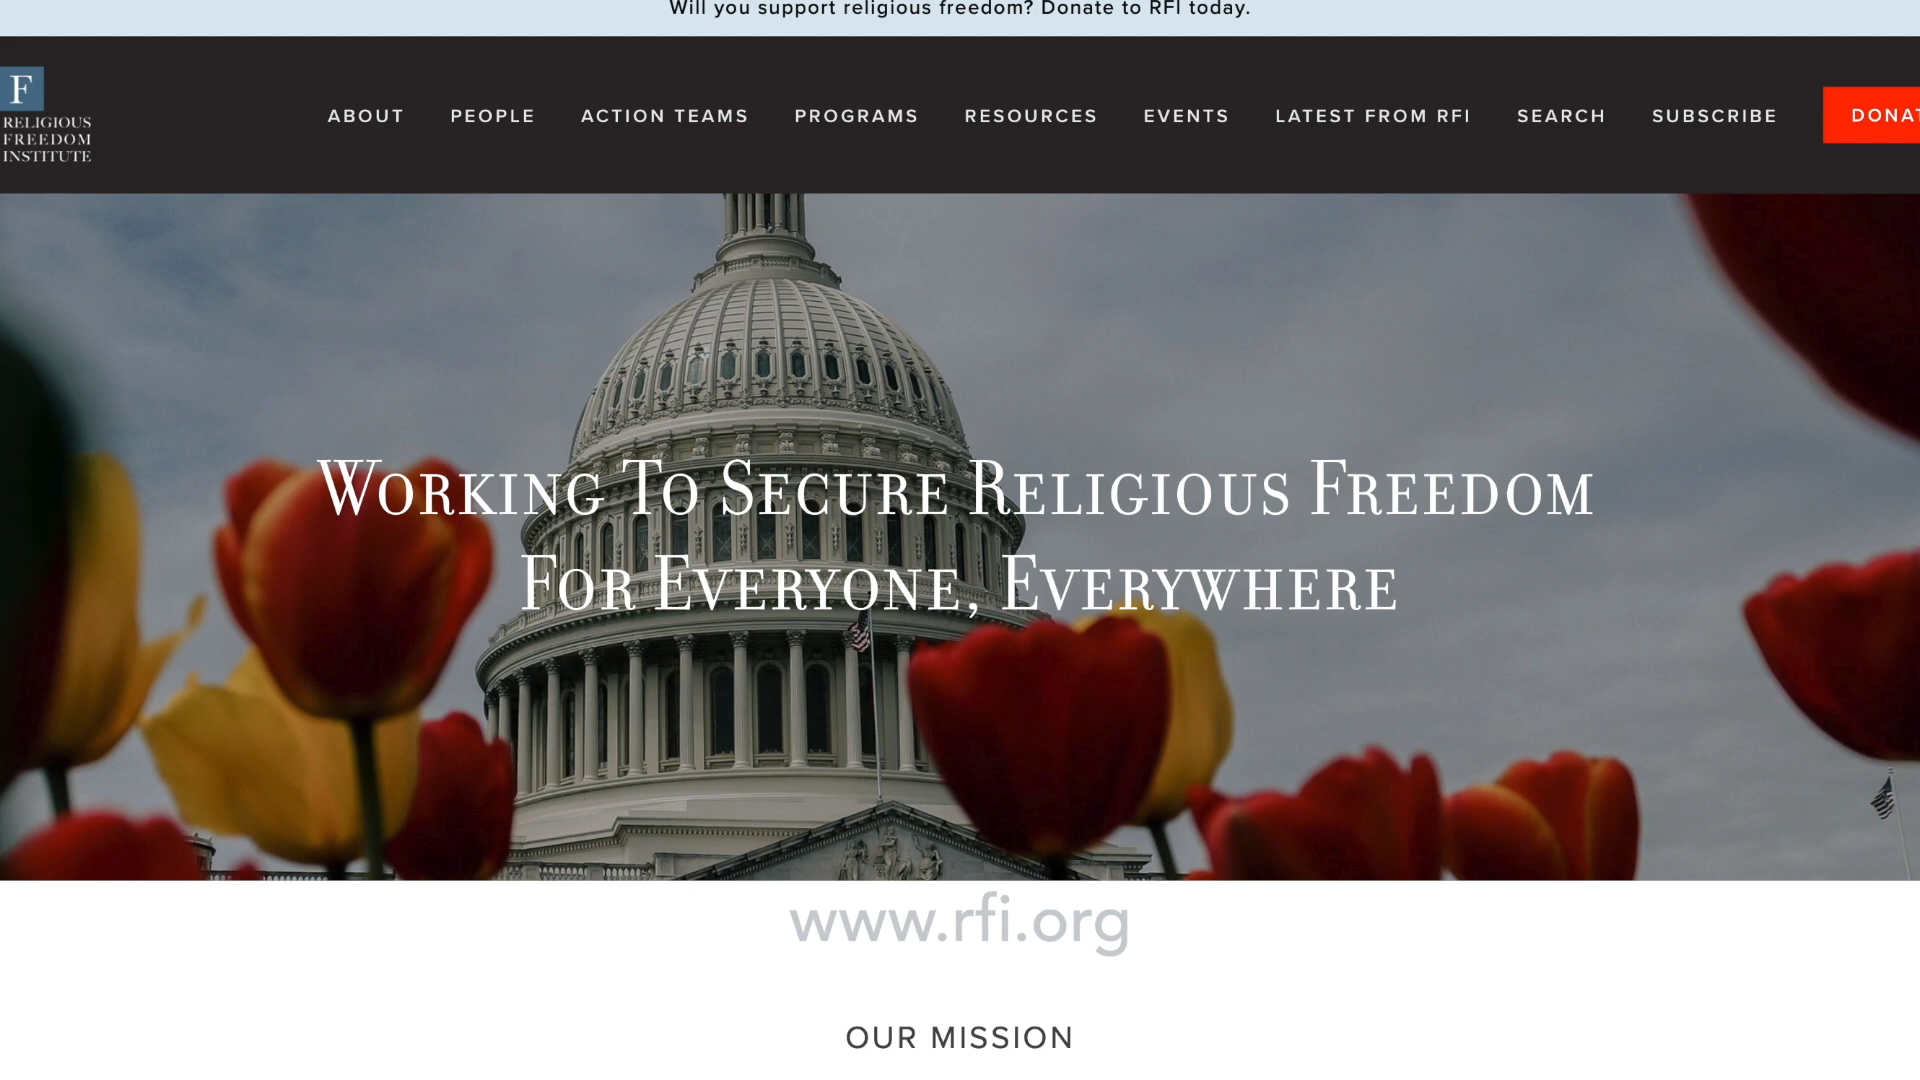 Will you support religious freedom? Donate to RFI today.
F
RELIGIOUS
FREEDOM
INSTITUTE
ABOUT PEOPLE ACTION TEAMS PROGRAMS RESOURCES EVENTS LATEST FROM RFI SEARCH SUBSCRIBE DONAT
WORKING TO SECURE RELIGIOUS FREEDOM
FOR EVERYONE, EVERYWHERE
www.rfi.org
OUR MISSION